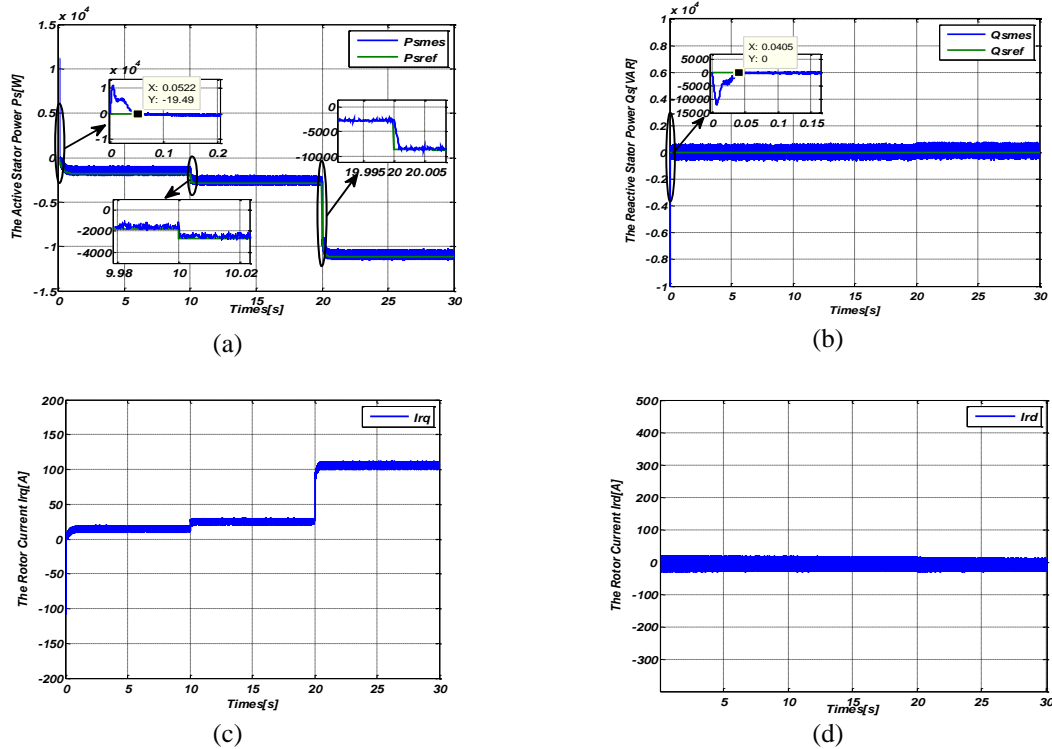 x 10^4
1.5
1
0.5
0
-0.5
-1
-1.5
0 5 10 15 20 25 30
Times[s]
The Active Stator Power Ps[W]
Psmes
Psref
x 10^4
1
0
-1
0 0.1 0.2
X: 0.0522
Y: -19.49
0
-5000
-10000
19.995 20 20.005
0
-2000
-4000
9.98 10 10.02
(a)
x 10^4
1
0.8
0.6
0.4
0.2
0
-0.2
-0.4
-0.6
-0.8
-1
0 5 10 15 20 25 30
Times[s]
The Reactive Stator Power Qs[VAR]
Qsmes
Qsref
5000
0
-5000
-10000
-15000
0 0.05 0.1 0.15
X: 0.0405
Y: 0
(b)
200
150
100
50
0
-50
-100
-150
-200
0 5 10 15 20 25 30
Times[s]
The Rotor Current Irq[A]
Irq
(c)
500
400
300
200
100
0
-100
-200
-300
5 10 15 20 25 30
Times[s]
The Rotor Current Ird[A]
Ird
(d)